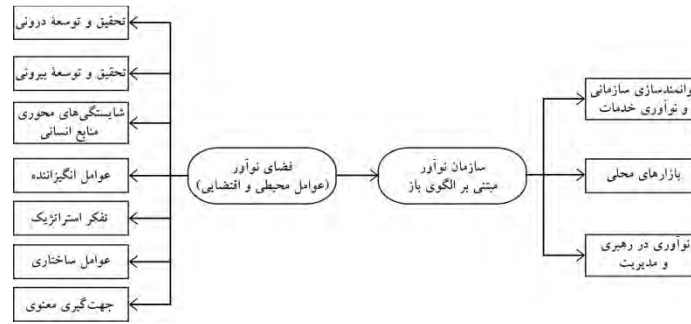 توانمندسازی سازمانی
و نوآوری خدمات
بازارهای محلی
نوآوری در رهبری
و مدیریت
سازمان نوآور
مبتنی بر الگوی باز
فضای نوآور
(عوامل محیطی و اقتضایی)
تحقیق و توسعهٔ درونی
تحقیق و توسعهٔ بیرونی
شایستگی‌های محوری
منابع انسانی
عوامل انگیزاننده
تفکر استراتژیک
عوامل ساختاری
جهت‌گیری معنوی